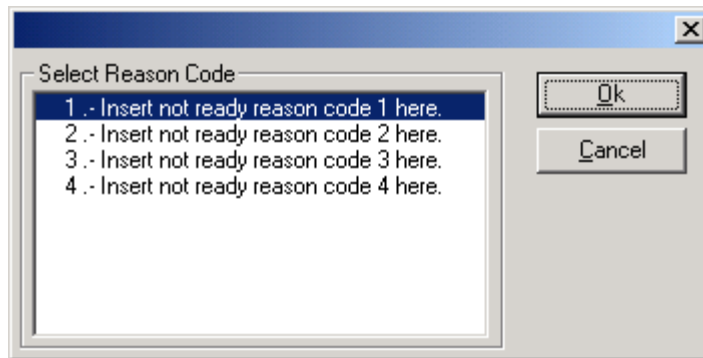 Select Reason Code
1 .- Insert not ready reason code 1 here.
2 .- Insert not ready reason code 2 here.
3 .- Insert not ready reason code 3 here.
4 .- Insert not ready reason code 4 here.
Ok
Cancel